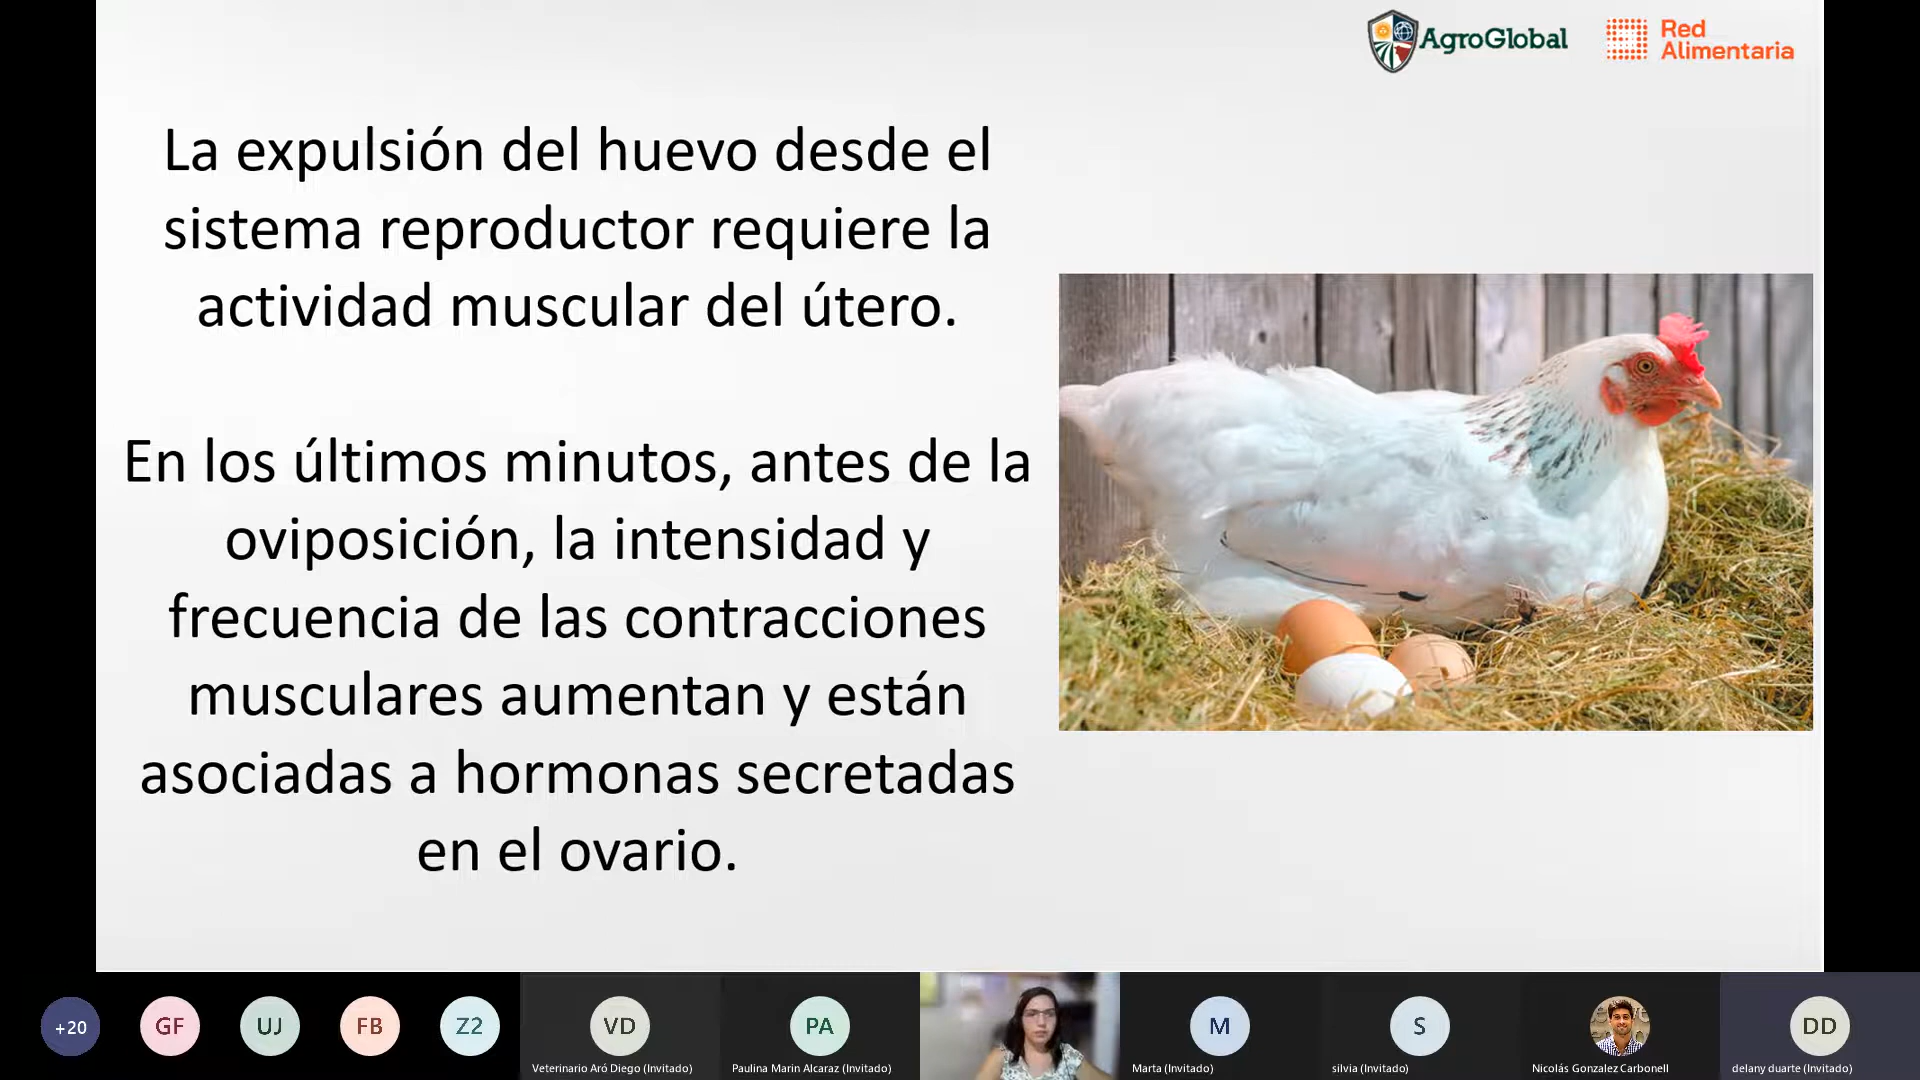 AgroGlobal
Red
Alimentaria
La expulsión del huevo desde el
sistema reproductor requiere la
actividad muscular del útero.
En los últimos minutos, antes de la
oviposición, la intensidad y
frecuencia de las contracciones
musculares aumentan y están
asociadas a hormonas secretadas
en el ovario.
+20
GF
UJ
FB
Z2
VD
PA
M
S
DD
Veterinario Aró Diego (Invitado)
Paulina Marin Alcaraz (Invitado)
Marta (Invitado)
silvia (Invitado)
Nicolás Gonzalez Carbonell
delany duarte (Invitado)